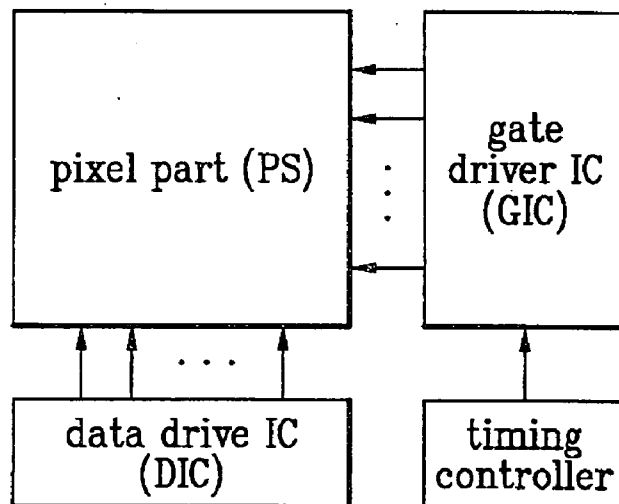 pixel part (PS)
gate
driver IC
(GIC)
data drive IC
(DIC)
timing
controller